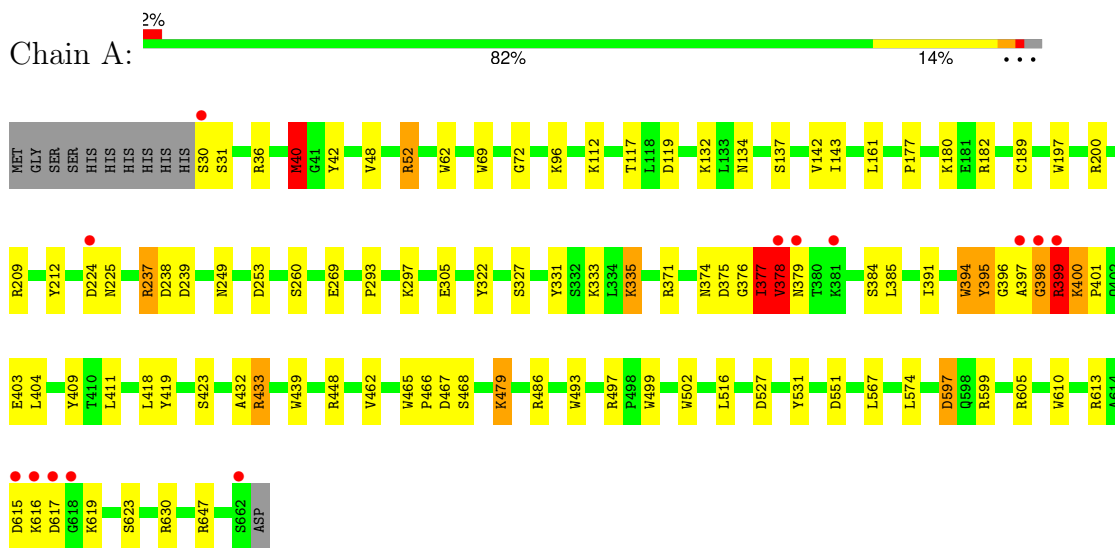 2%
Chain A:
82% 14% • • •
MET GLY SER SER HIS HIS HIS HIS HIS HIS S30 S31 R36 M40 G41 Y42 V48 R52 W62 W69 G72 K96 K112 T117 L118 D119 K132 L133 N134 S137 V142 I143 L161 P177 K180 E181 R182 C189 W197 R200
R209 Y212 D224 N225 R237 D238 D239 N249 D253 S260 E269 P293 K297 E305 Y322 S327 Y331 S332 K333 L334 K335 R371 N374 D375 G376 I377 V378 N379 T380 K381 S384 L385 I391 W394 Y395 G396 A397 G398 R399 K400 P401
E403 L404 Y409 T410 L411 L418 Y419 S423 A432 R433 W439 R448 V462 W465 P466 D467 S468 K479 R486 W493 R497 P498 W499 W502 L516 D527 Y531 D551 L567 L574 D597 Q598 R599 R605 W610 R613 A614
D615 K616 D617 G618 K619 S623 R630 R647 S662 ASP